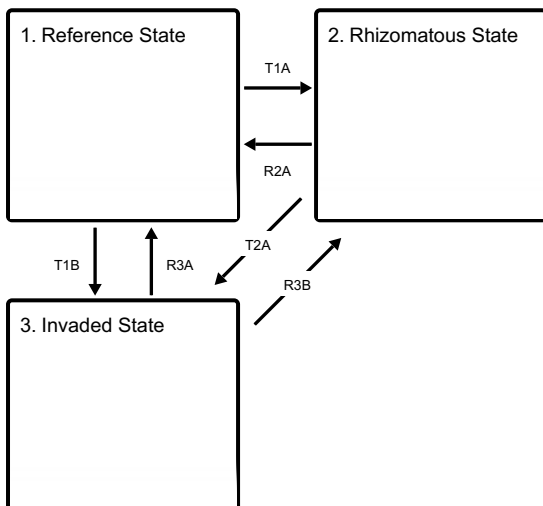 1. Reference State
2. Rhizomatous State
T1A
R2A
T2A
T1B
R3A
R3B
3. Invaded State